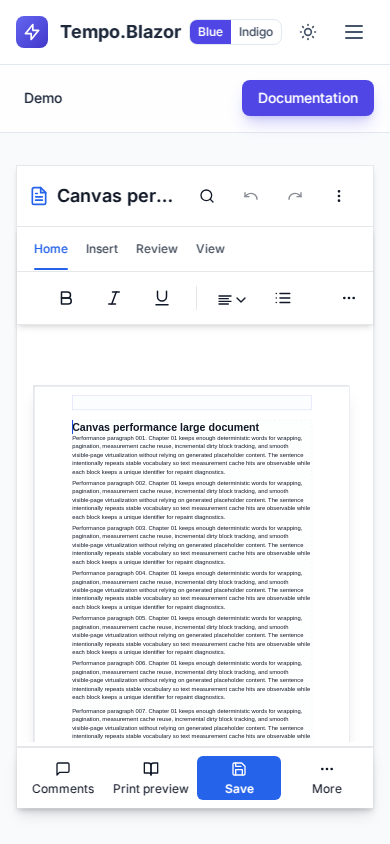 Tempo.Blazor
Blue
Indigo
Demo
Documentation
Canvas per...
Home
Insert
Review
View
Canvas performance large document
Performance paragraph 001. Chapter 01 keeps enough deterministic words for wrapping,
pagination, measurement cache reuse, incremental dirty block tracking, and smooth
visible-page virtualization without relying on generated placeholder content. The sentence
intentionally repeats stable vocabulary so text measurement cache hits are observable while
each block keeps a unique identifier for repaint diagnostics.
Performance paragraph 002. Chapter 01 keeps enough deterministic words for wrapping,
pagination, measurement cache reuse, incremental dirty block tracking, and smooth
visible-page virtualization without relying on generated placeholder content. The sentence
intentionally repeats stable vocabulary so text measurement cache hits are observable while
each block keeps a unique identifier for repaint diagnostics.
Performance paragraph 003. Chapter 01 keeps enough deterministic words for wrapping,
pagination, measurement cache reuse, incremental dirty block tracking, and smooth
visible-page virtualization without relying on generated placeholder content. The sentence
intentionally repeats stable vocabulary so text measurement cache hits are observable while
each block keeps a unique identifier for repaint diagnostics.
Performance paragraph 004. Chapter 01 keeps enough deterministic words for wrapping,
pagination, measurement cache reuse, incremental dirty block tracking, and smooth
visible-page virtualization without relying on generated placeholder content. The sentence
intentionally repeats stable vocabulary so text measurement cache hits are observable while
each block keeps a unique identifier for repaint diagnostics.
Performance paragraph 005. Chapter 01 keeps enough deterministic words for wrapping,
pagination, measurement cache reuse, incremental dirty block tracking, and smooth
visible-page virtualization without relying on generated placeholder content. The sentence
intentionally repeats stable vocabulary so text measurement cache hits are observable while
each block keeps a unique identifier for repaint diagnostics.
Performance paragraph 006. Chapter 01 keeps enough deterministic words for wrapping,
pagination, measurement cache reuse, incremental dirty block tracking, and smooth
visible-page virtualization without relying on generated placeholder content. The sentence
intentionally repeats stable vocabulary so text measurement cache hits are observable while
each block keeps a unique identifier for repaint diagnostics.
Performance paragraph 007. Chapter 01 keeps enough deterministic words for wrapping,
pagination, measurement cache reuse, incremental dirty block tracking, and smooth
visible-page virtualization without relying on generated placeholder content. The sentence
intentionally repeats stable vocabulary so text measurement cache hits are observable while
Comments
Print preview
Save
More